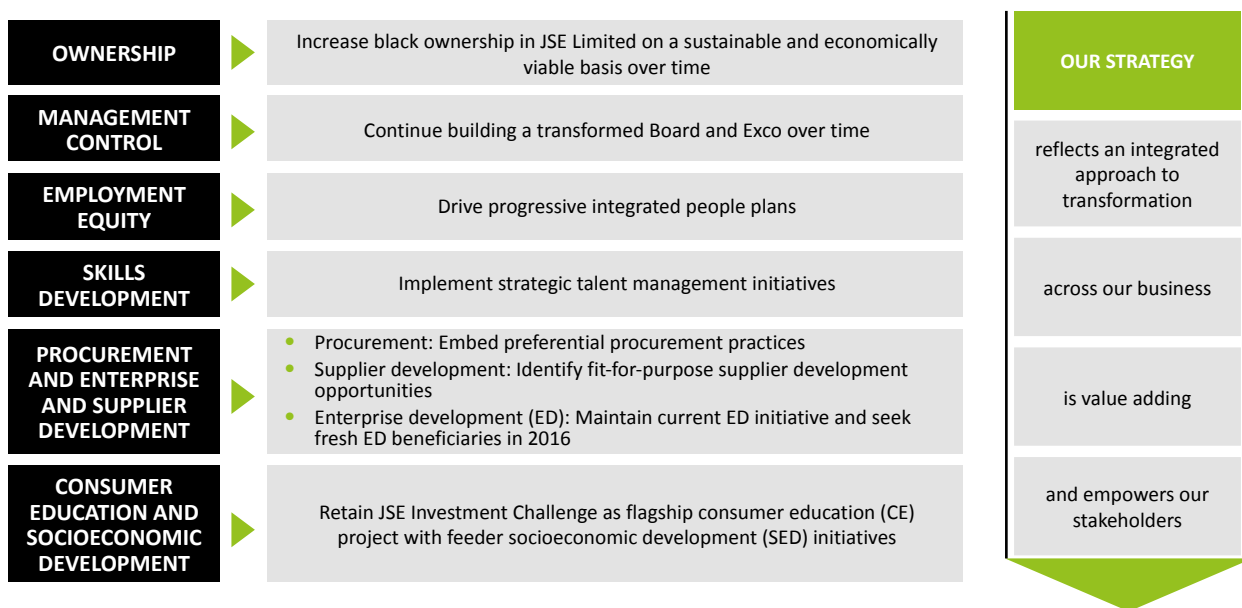 OWNERSHIP
Increase black ownership in JSE Limited on a sustainable and economically
viable basis over time
MANAGEMENT
CONTROL
Continue building a transformed Board and Exco over time
EMPLOYMENT
EQUITY
Drive progressive integrated people plans
SKILLS
DEVELOPMENT
Implement strategic talent management initiatives
PROCUREMENT
AND ENTERPRISE
AND SUPPLIER
DEVELOPMENT
• Procurement: Embed preferential procurement practices
• Supplier development: Identify fit-for-purpose supplier development
opportunities
• Enterprise development (ED): Maintain current ED initiative and seek
fresh ED beneficiaries in 2016
CONSUMER
EDUCATION AND
SOCIOECONOMIC
DEVELOPMENT
Retain JSE Investment Challenge as flagship consumer education (CE)
project with feeder socioeconomic development (SED) initiatives
OUR STRATEGY
reflects an integrated
approach to
transformation
across our business
is value adding
and empowers our
stakeholders